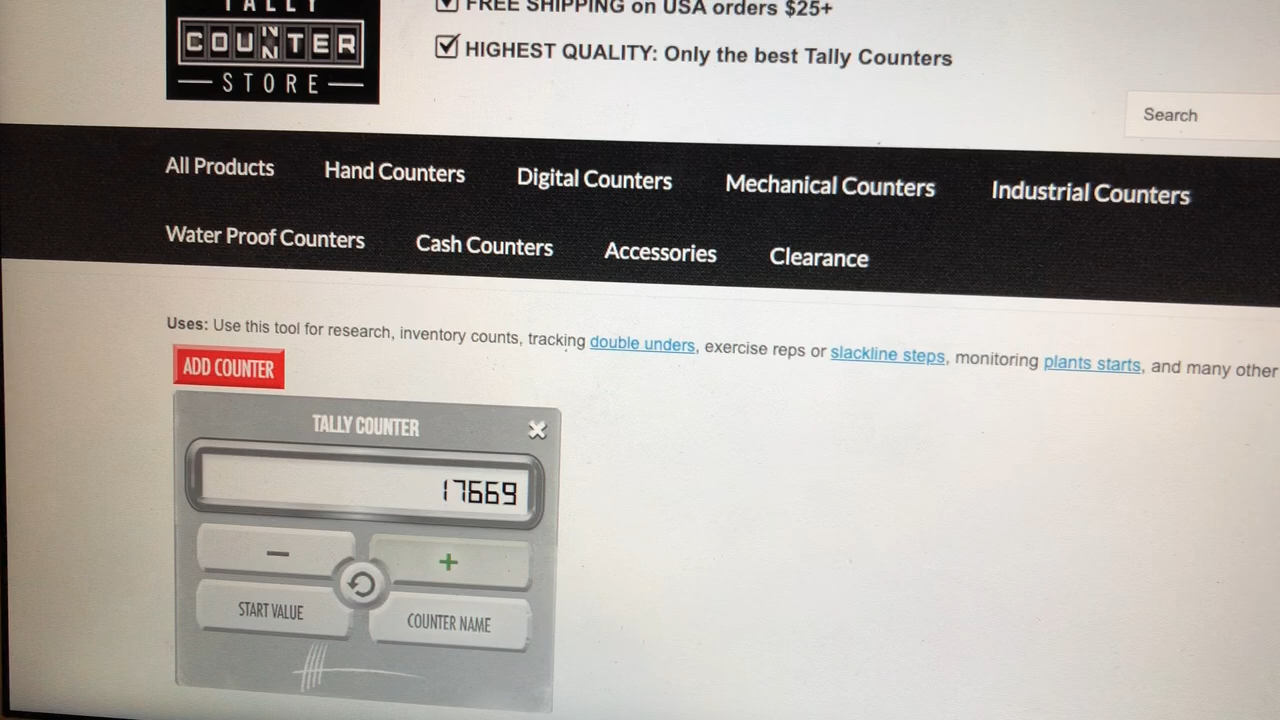 TALLY
COUNTER
STORE
FREE SHIPPING on USA orders $25+
HIGHEST QUALITY: Only the best Tally Counters
Search
All Products Hand Counters Digital Counters Mechanical Counters Industrial Counters
Water Proof Counters Cash Counters Accessories Clearance
Uses: Use this tool for research, inventory counts, tracking double unders, exercise reps or slackline steps, monitoring plants starts, and many other
ADD COUNTER
TALLY COUNTER
17669
START VALUE
COUNTER NAME